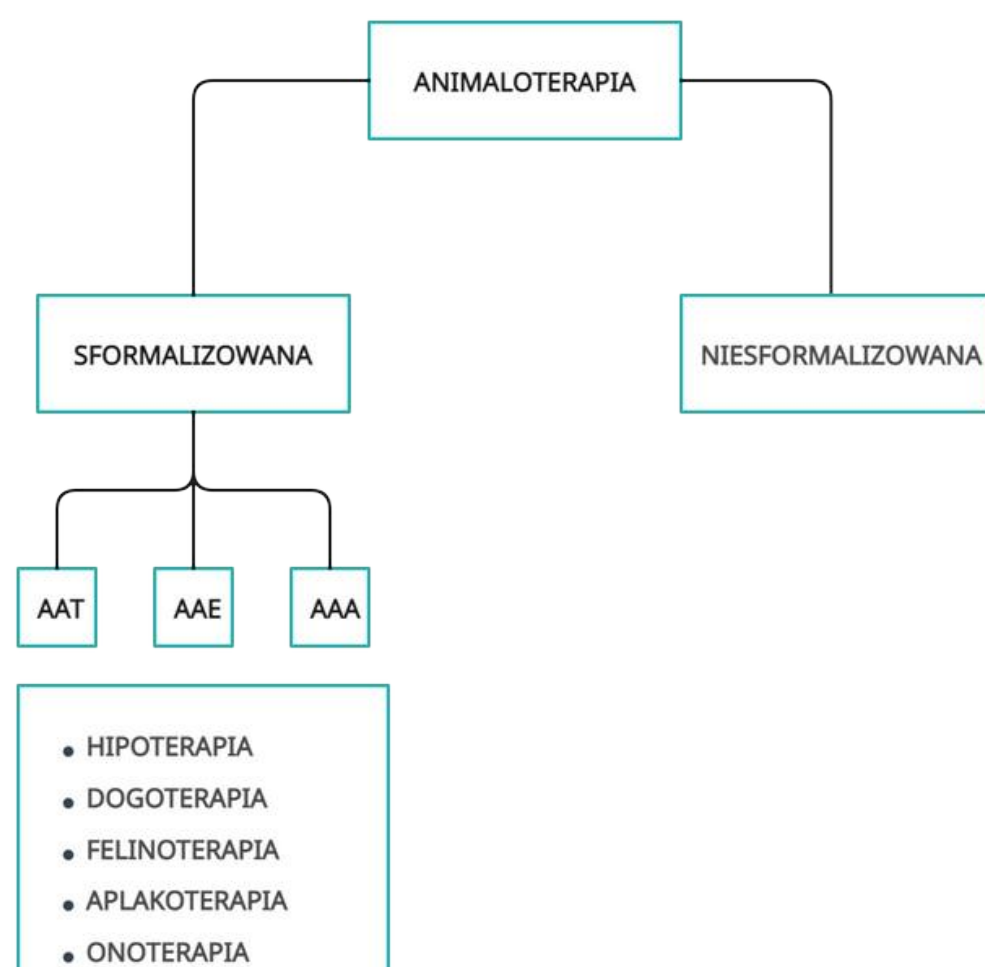 ANIMALOTERAPIA
SFORMALIZOWANA
NIESFORMALIZOWANA
AAT
AAE
AAA
• HIPOTERAPIA
• DOGOTERAPIA
• FELINOTERAPIA
• APLAKOTERAPIA
• ONOTERAPIA